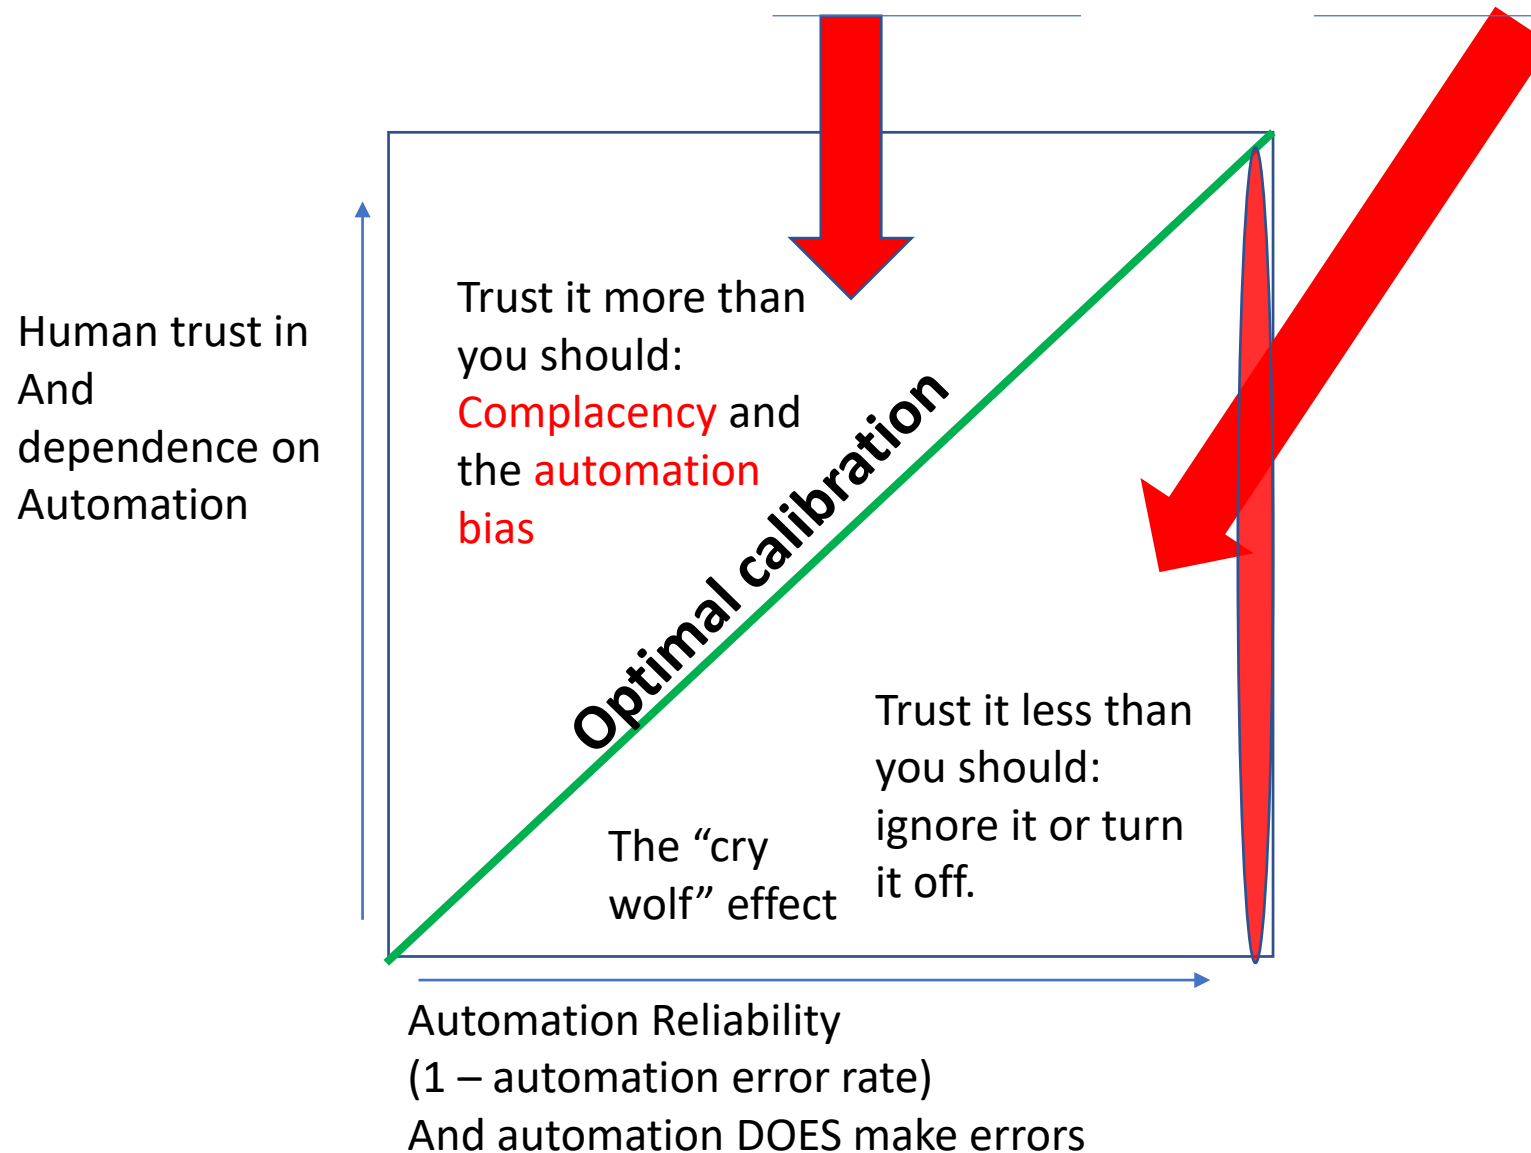 Human trust in
And
dependence on
Automation
Trust it more than
you should:
Complacency and
the automation
bias
Optimal calibration
Trust it less than
you should:
ignore it or turn
it off.
The “cry
wolf” effect
Automation Reliability
(1 – automation error rate)
And automation DOES make errors